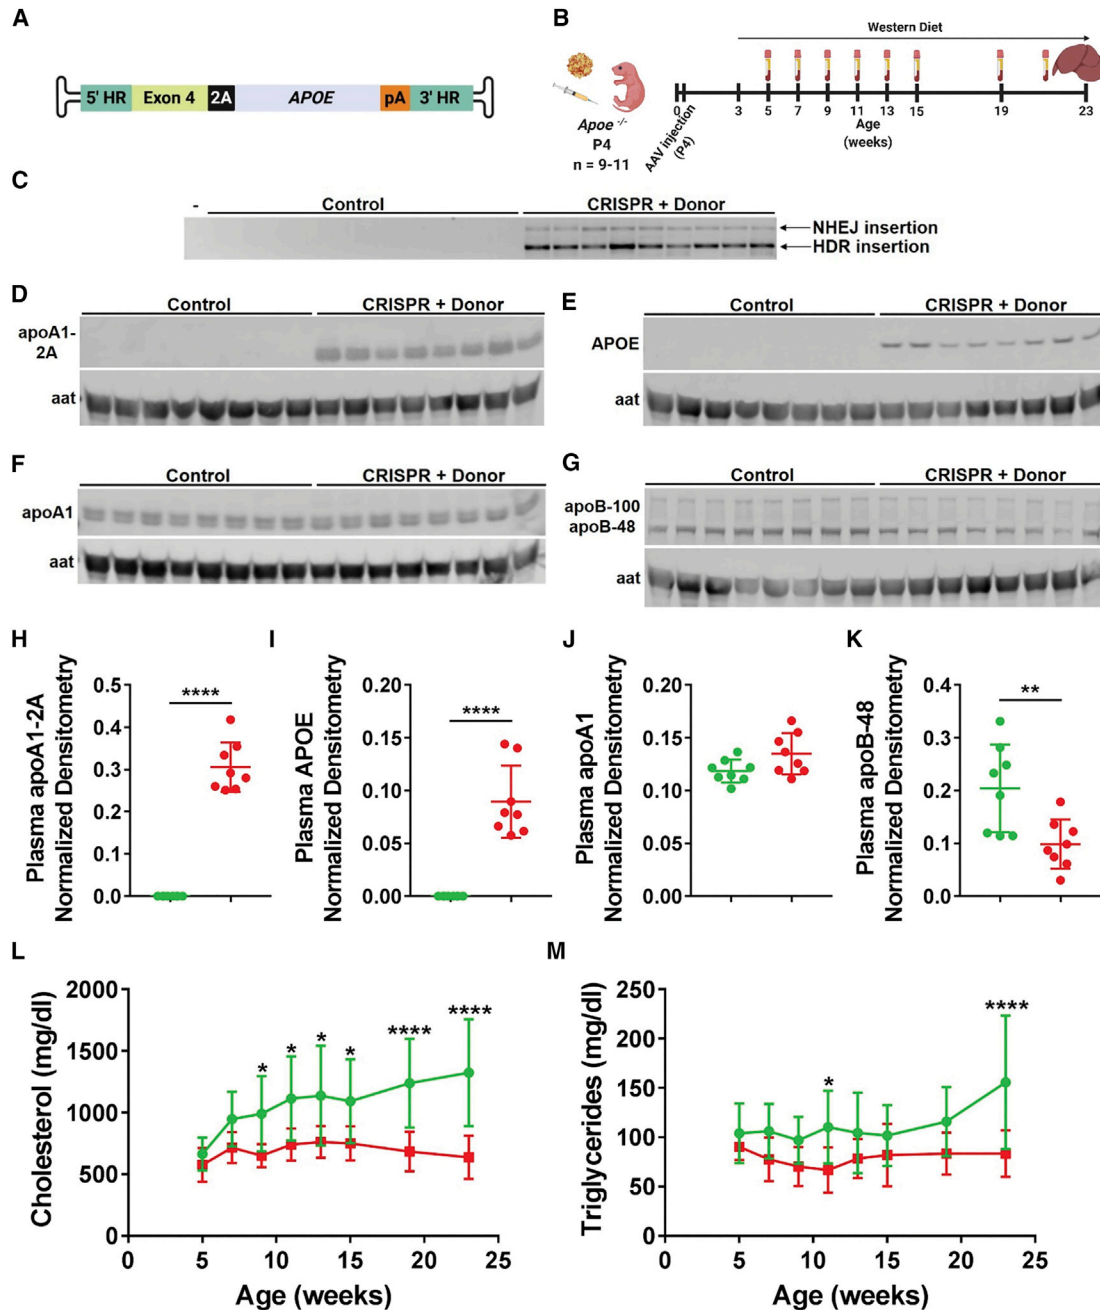 A
5' HR Exon 4 2A APOE pA 3' HR
B
Western Diet
0 3 5 7 9 11 13 15 19 23
AAV injection (P4)
Age
(weeks)
Apoe -/-
P4
n = 9-11
C
- Control CRISPR + Donor
NHEJ insertion
HDR insertion
D
Control CRISPR + Donor
apoA1-
2A
aat
E
Control CRISPR + Donor
APOE
aat
F
Control CRISPR + Donor
apoA1
aat
G
Control CRISPR + Donor
apoB-100
apoB-48
aat
H
Plasma apoA1-2A
Normalized Densitometry
0.5
0.4
0.3
0.2
0.1
0.0
****
I
Plasma APOE
Normalized Densitometry
0.20
0.15
0.10
0.05
0.00
****
J
Plasma apoA1
Normalized Densitometry
0.20
0.15
0.10
0.05
0.00
K
Plasma apoB-48
Normalized Densitometry
0.4
0.3
0.2
0.1
0.0
**
L
Cholesterol (mg/dl)
2000
1500
1000
500
0
* * * * **** ****
0 5 10 15 20 25
Age (weeks)
M
Triglycerides (mg/dl)
250
200
150
100
50
0
* ****
0 5 10 15 20 25
Age (weeks)